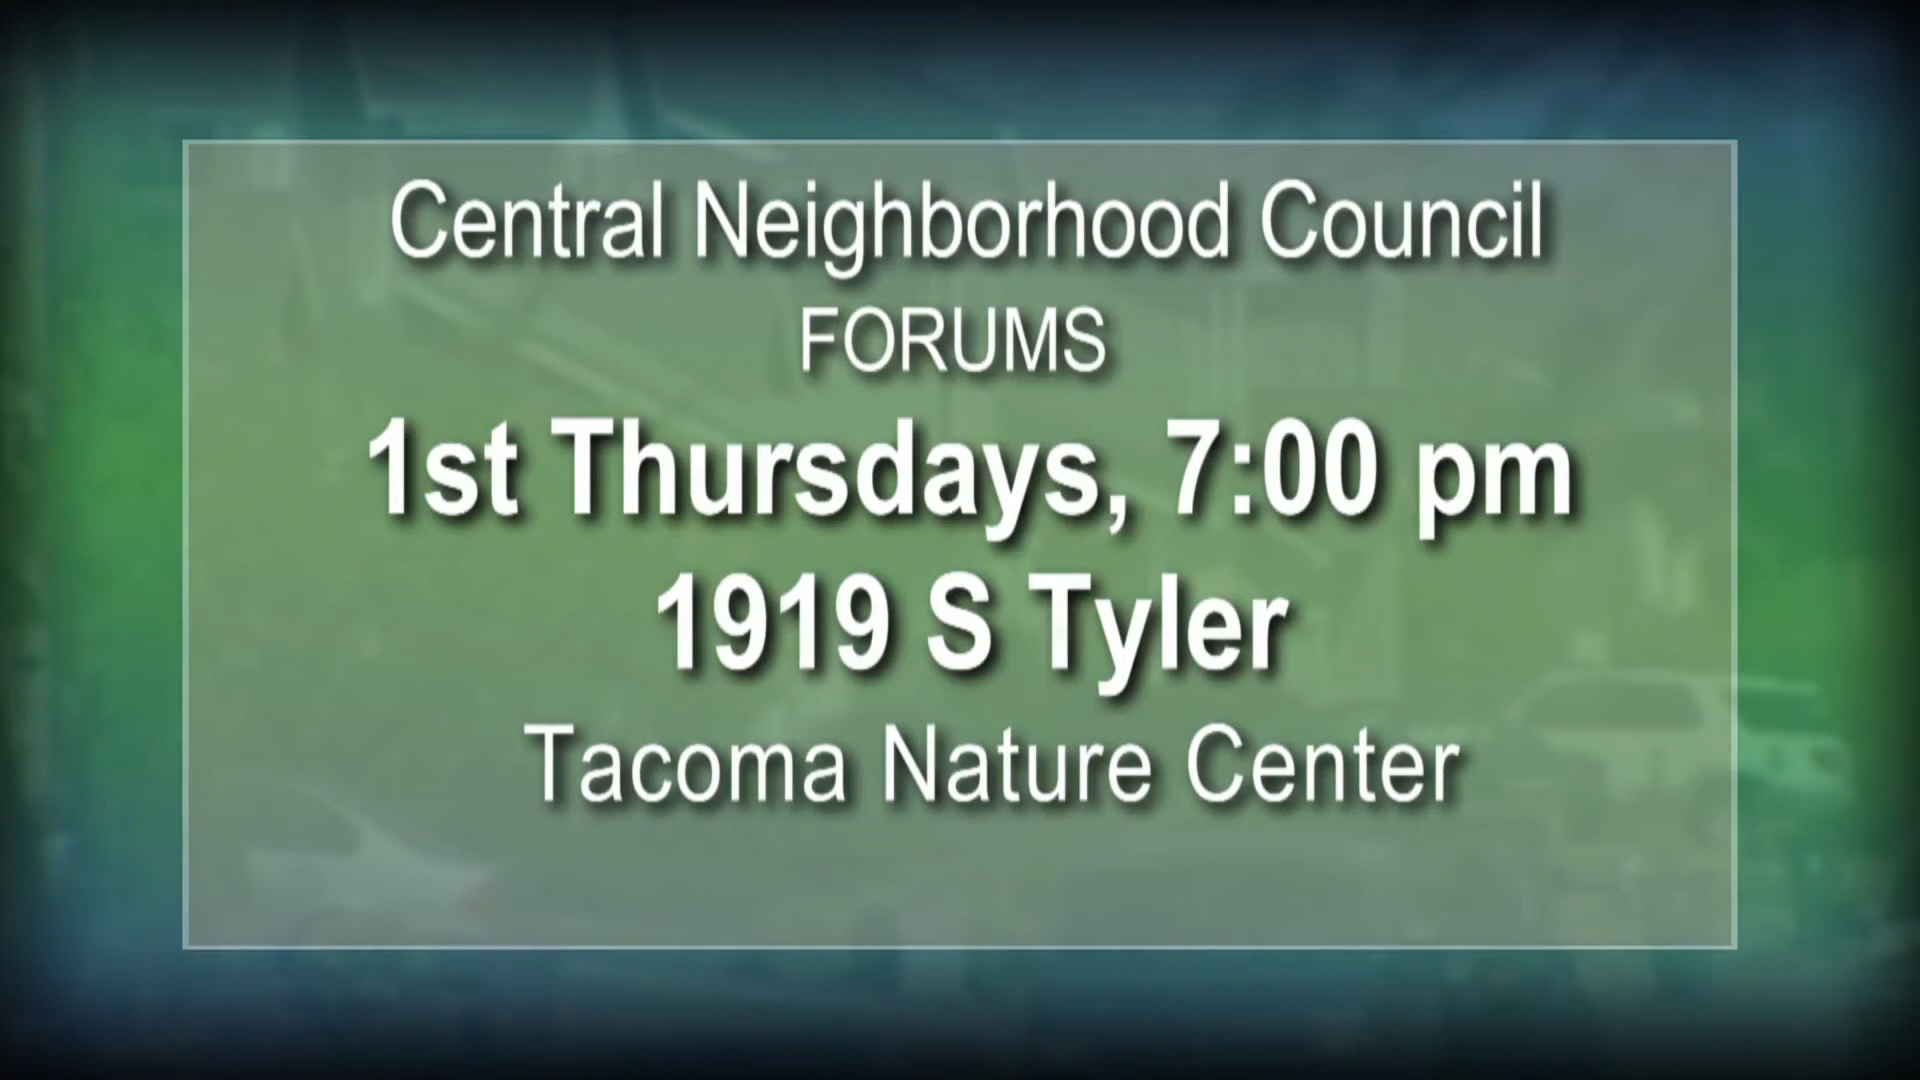 Central Neighborhood Council
FORUMS
1st Thursdays, 7:00 pm
1919 S Tyler
Tacoma Nature Center